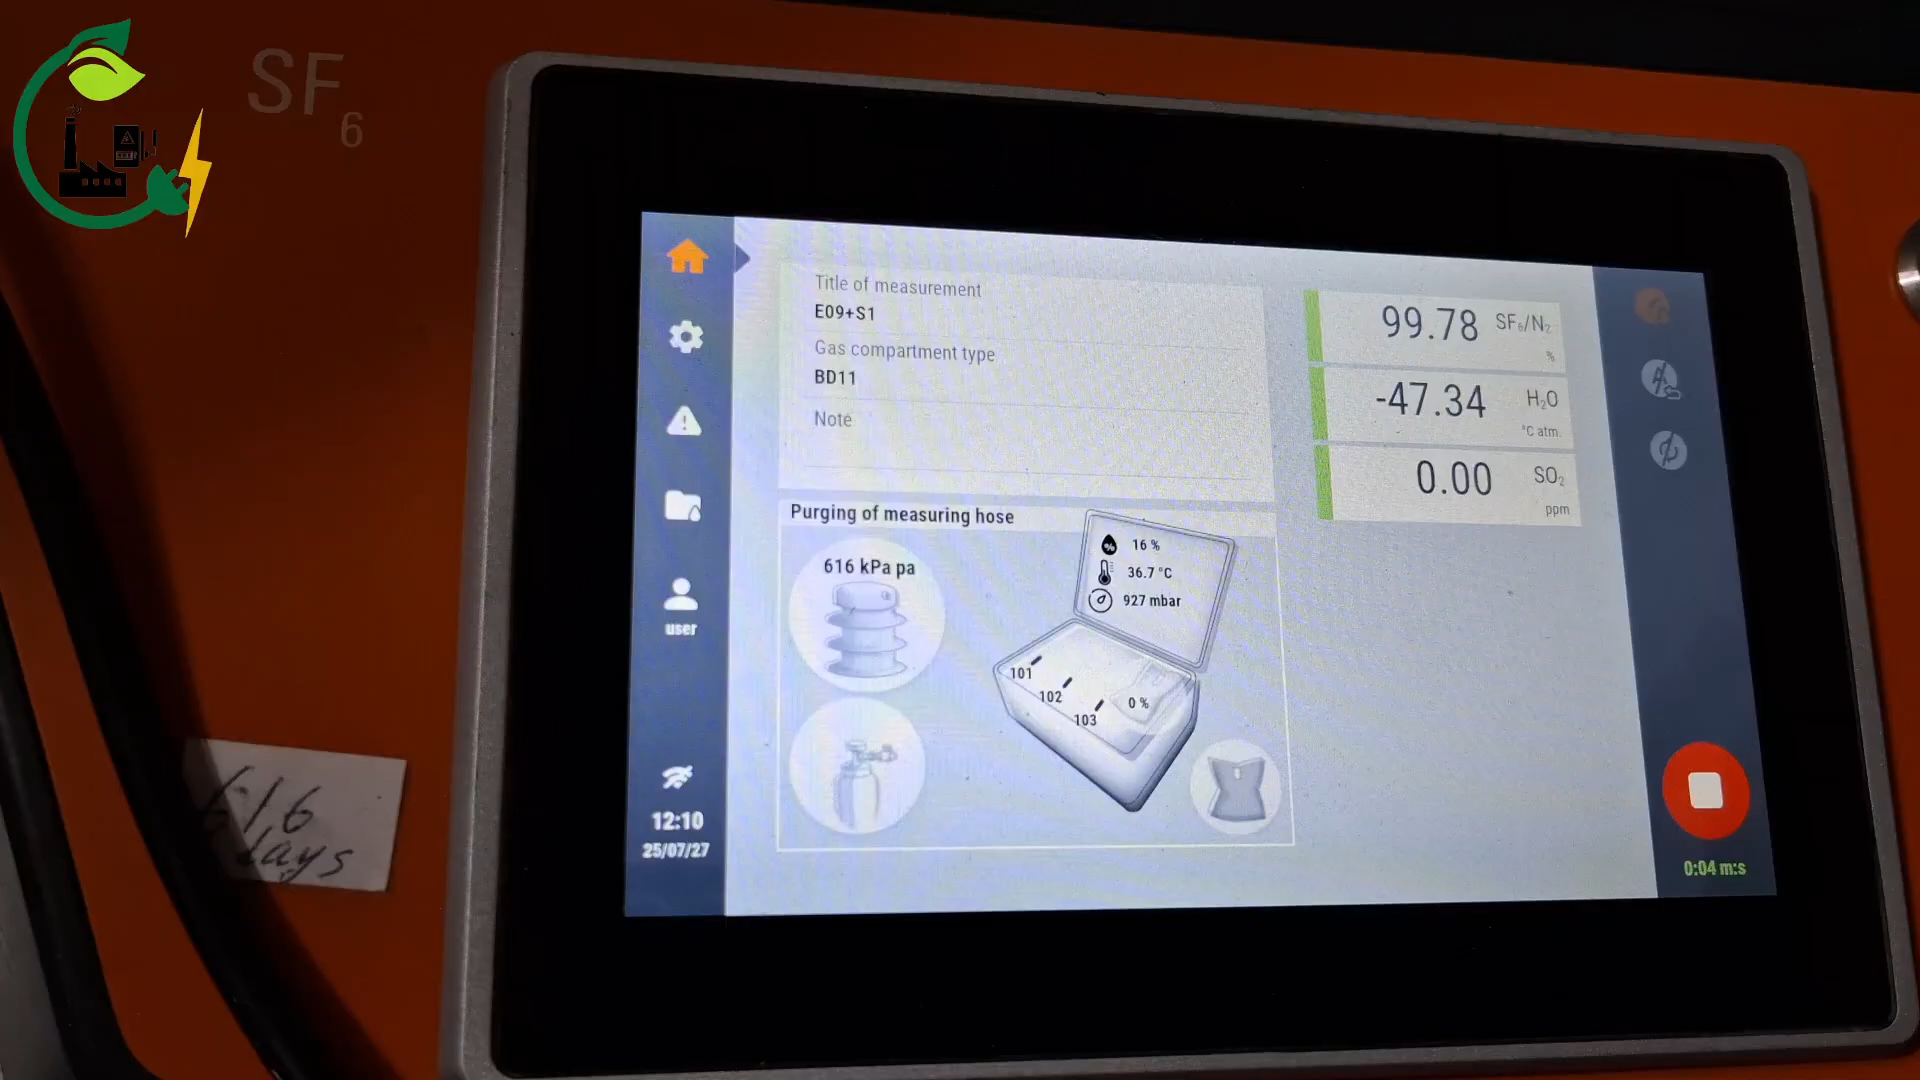 SF6
Title of measurement
E09+S1
Gas compartment type
BD11
Note
99.78 SF₆/N₂
%
-47.34 H₂O
°C atm.
0.00 SO₂
ppm
Purging of measuring hose
616 kPa pa
16 %
36.7 °C
927 mbar
101
102
103
0 %
user
12:10
25/07/27
0:04 m:s
616
days